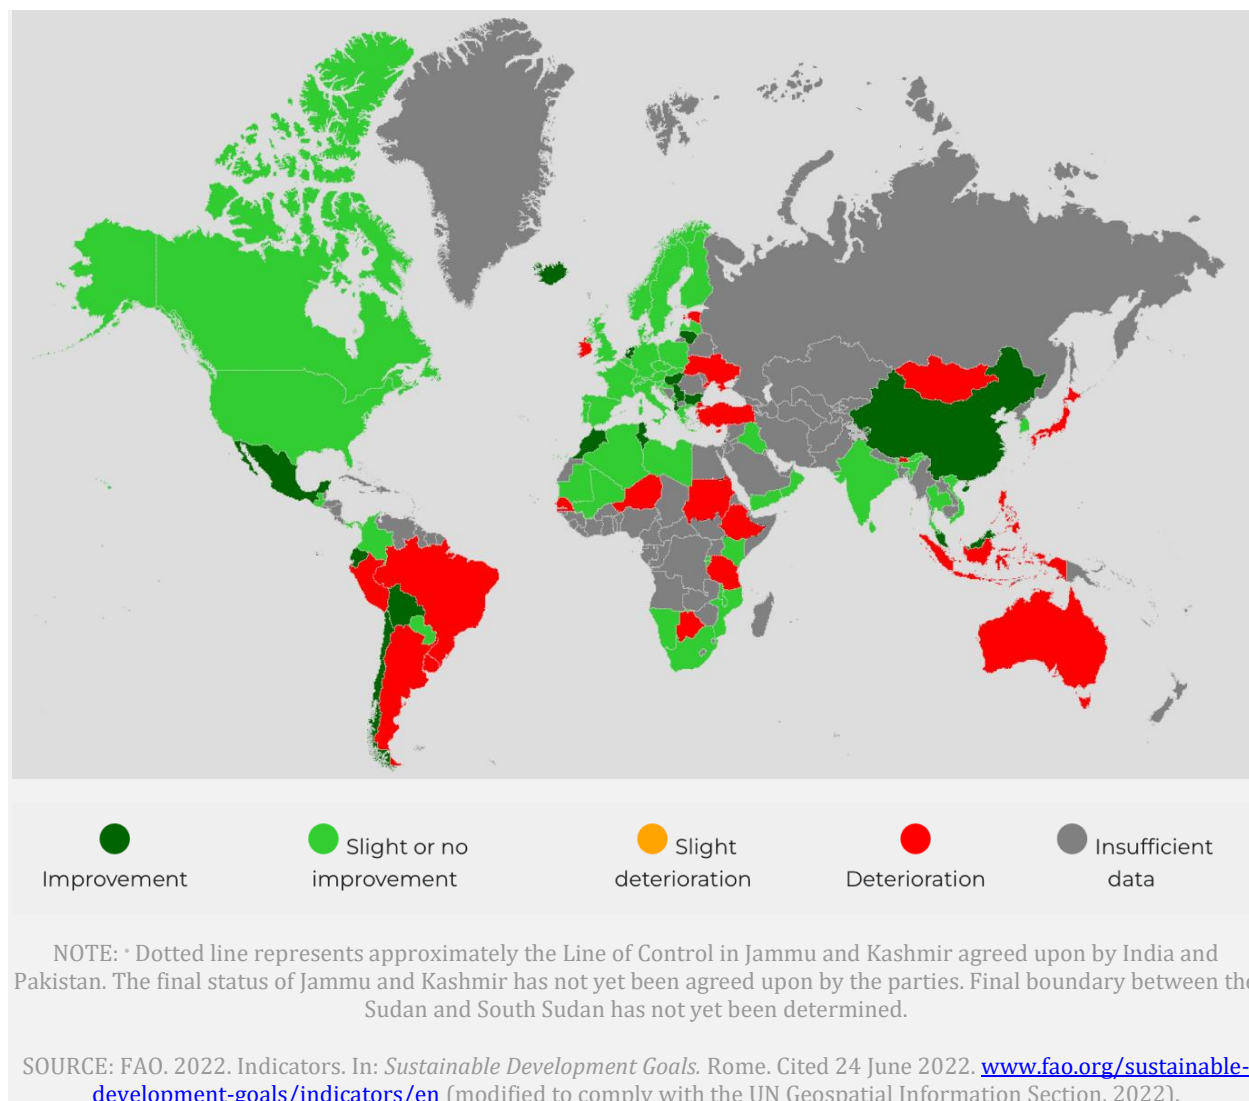 Improvement
Slight or no
improvement
Slight
deterioration
Deterioration
Insufficient
data
NOTE: * Dotted line represents approximately the Line of Control in Jammu and Kashmir agreed upon by India and
Pakistan. The final status of Jammu and Kashmir has not yet been agreed upon by the parties. Final boundary between the
Sudan and South Sudan has not yet been determined.
SOURCE: FAO. 2022. Indicators. In: Sustainable Development Goals. Rome. Cited 24 June 2022. www.fao.org/sustainable-
development-goals/indicators/en (modified to comply with the UN Geospatial Information Section, 2022).